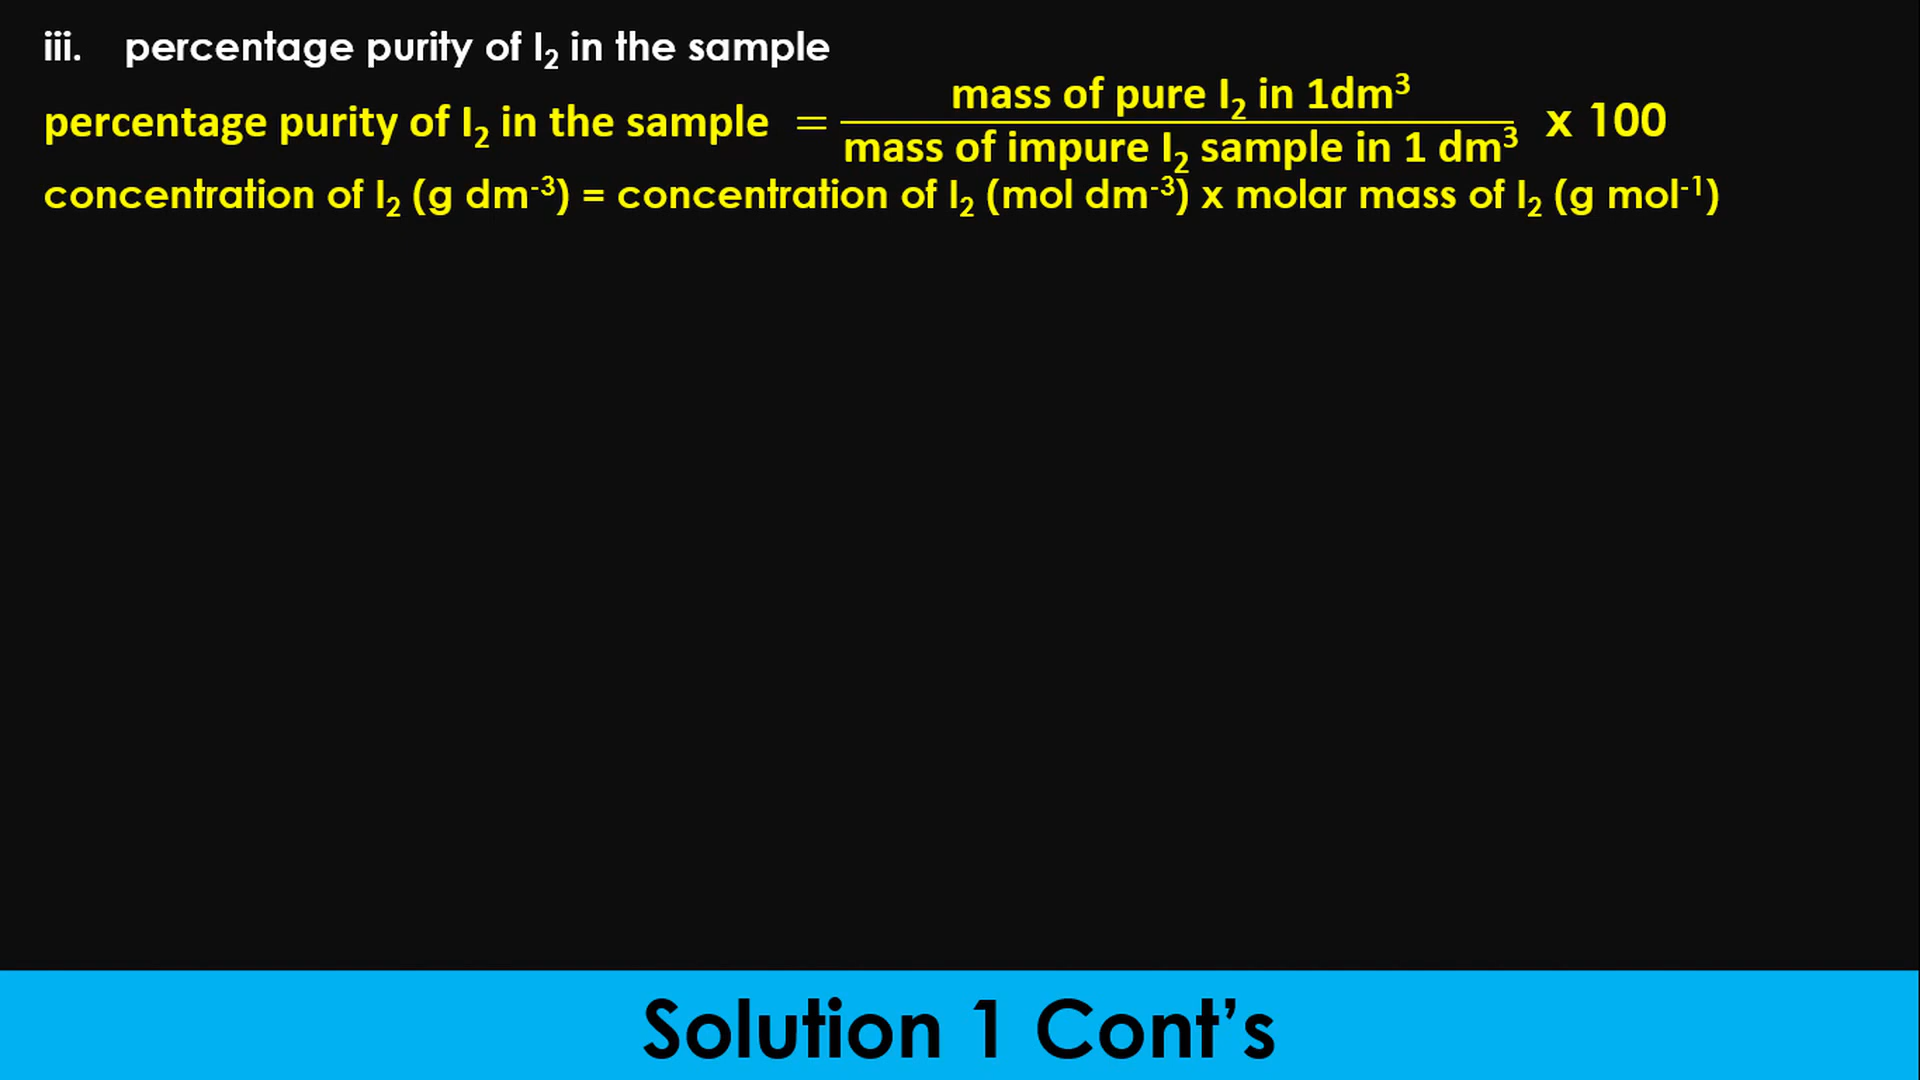 iii. percentage purity of I₂ in the sample
percentage purity of I₂ in the sample = mass of pure I₂ in 1dm³ / mass of impure I₂ sample in 1 dm³ x 100
concentration of I₂ (g dm⁻³) = concentration of I₂ (mol dm⁻³) x molar mass of I₂ (g mol⁻¹)
Solution 1 Cont’s